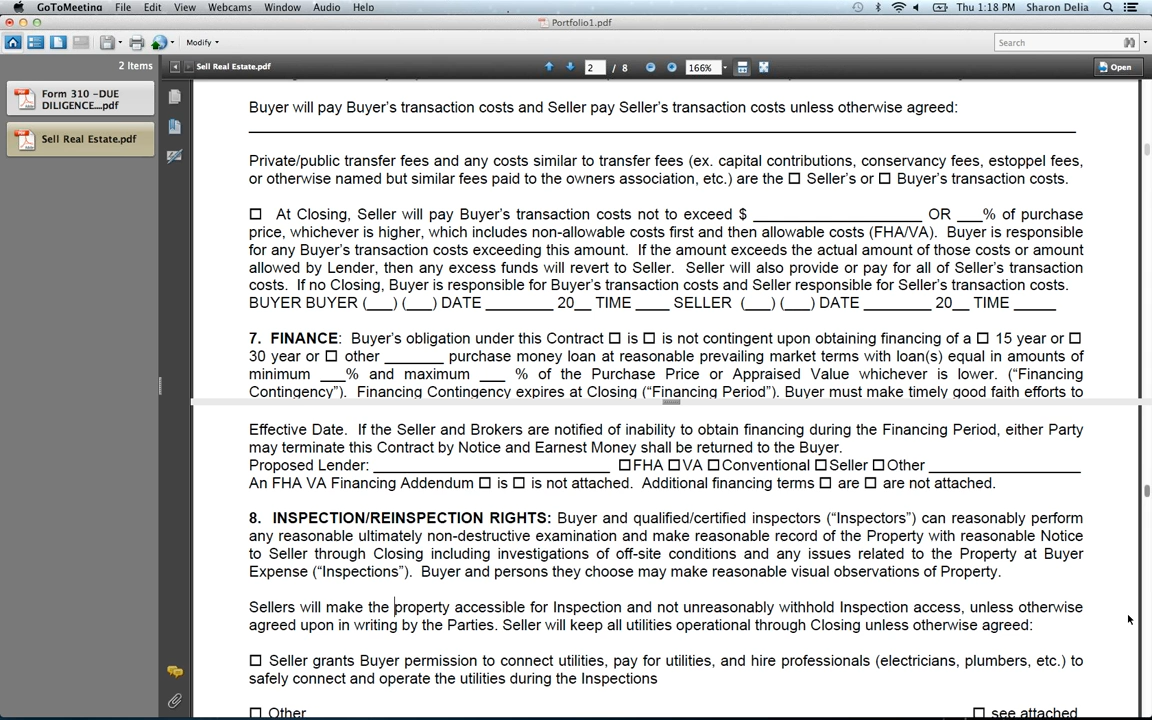 GoToMeeting File Edit View Webcams Window Audio Help Thu 1:18 PM Sharon Delia
Portfolio1.pdf
Modify Search
2 Items Sell Real Estate.pdf 2 / 8 166% Open
Form 310 -DUE
DILIGENCE....pdf
Sell Real Estate.pdf
Buyer will pay Buyer's transaction costs and Seller pay Seller's transaction costs unless otherwise agreed:
Private/public transfer fees and any costs similar to transfer fees (ex. capital contributions, conservancy fees, estoppel fees,
or otherwise named but similar fees paid to the owners association, etc.) are the ☐ Seller's or ☐ Buyer's transaction costs.
☐ At Closing, Seller will pay Buyer's transaction costs not to exceed $ ____________________ OR ___% of purchase
price, whichever is higher, which includes non-allowable costs first and then allowable costs (FHA/VA). Buyer is responsible
for any Buyer's transaction costs exceeding this amount. If the amount exceeds the actual amount of those costs or amount
allowed by Lender, then any excess funds will revert to Seller. Seller will also provide or pay for all of Seller's transaction
costs. If no Closing, Buyer is responsible for Buyer's transaction costs and Seller responsible for Seller's transaction costs.
BUYER BUYER (___) (___) DATE ________ 20__ TIME ____ SELLER (___) (___) DATE ________ 20__ TIME _____
7. FINANCE: Buyer's obligation under this Contract ☐ is ☐ is not contingent upon obtaining financing of a ☐ 15 year or ☐
30 year or ☐ other _______ purchase money loan at reasonable prevailing market terms with loan(s) equal in amounts of
minimum ___% and maximum ___ % of the Purchase Price or Appraised Value whichever is lower. ("Financing
Contingency"). Financing Contingency expires at Closing ("Financing Period"). Buyer must make timely good faith efforts to
Effective Date. If the Seller and Brokers are notified of inability to obtain financing during the Financing Period, either Party
may terminate this Contract by Notice and Earnest Money shall be returned to the Buyer.
Proposed Lender: ____________________________ ☐FHA ☐VA ☐Conventional ☐Seller ☐Other __________________
An FHA VA Financing Addendum ☐ is ☐ is not attached. Additional financing terms ☐ are ☐ are not attached.
8. INSPECTION/REINSPECTION RIGHTS: Buyer and qualified/certified inspectors ("Inspectors") can reasonably perform
any reasonable ultimately non-destructive examination and make reasonable record of the Property with reasonable Notice
to Seller through Closing including investigations of off-site conditions and any issues related to the Property at Buyer
Expense ("Inspections"). Buyer and persons they choose may make reasonable visual observations of Property.
Sellers will make the property accessible for Inspection and not unreasonably withhold Inspection access, unless otherwise
agreed upon in writing by the Parties. Seller will keep all utilities operational through Closing unless otherwise agreed:
☐ Seller grants Buyer permission to connect utilities, pay for utilities, and hire professionals (electricians, plumbers, etc.) to
safely connect and operate the utilities during the Inspections
☐ Other ☐ see attached